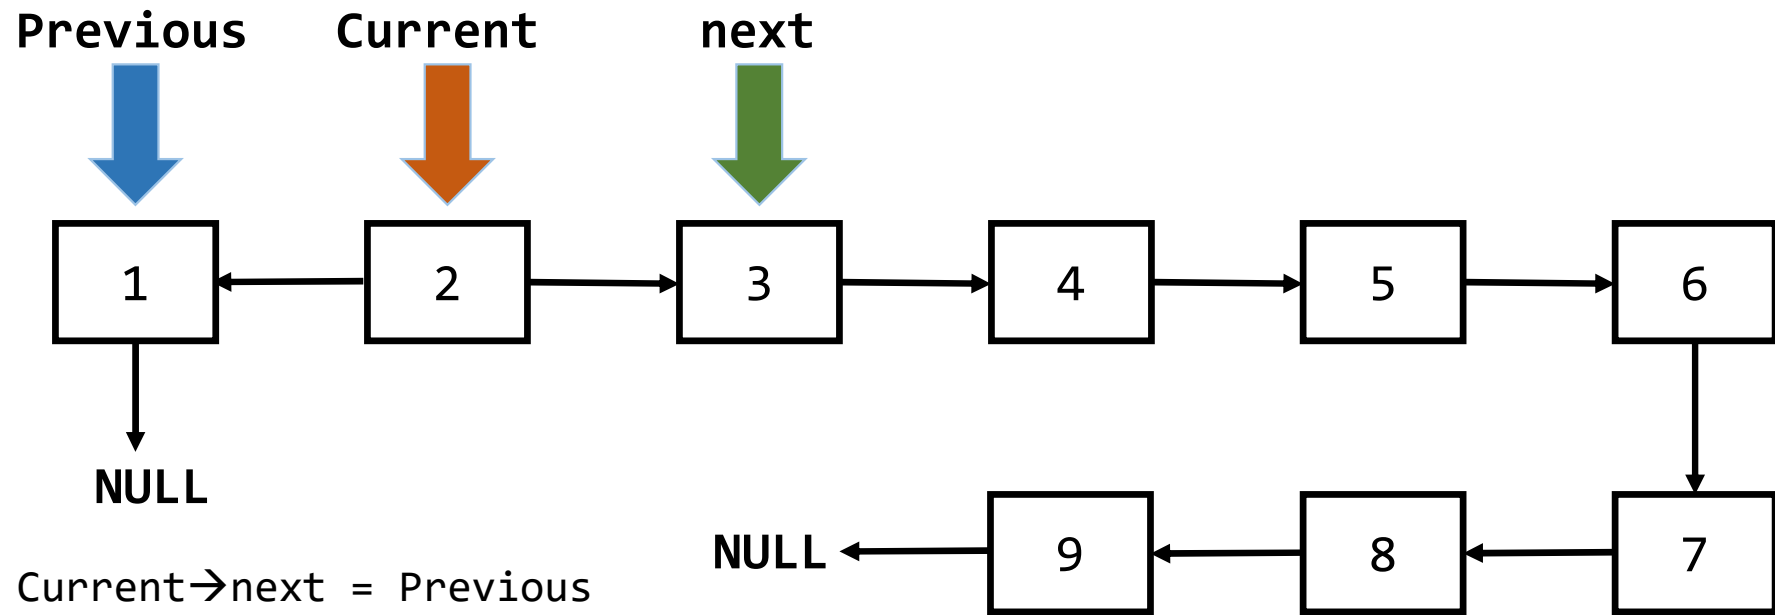 Previous Current next
1 2 3 4 5 6
NULL
NULL 9 8 7
Current→next = Previous